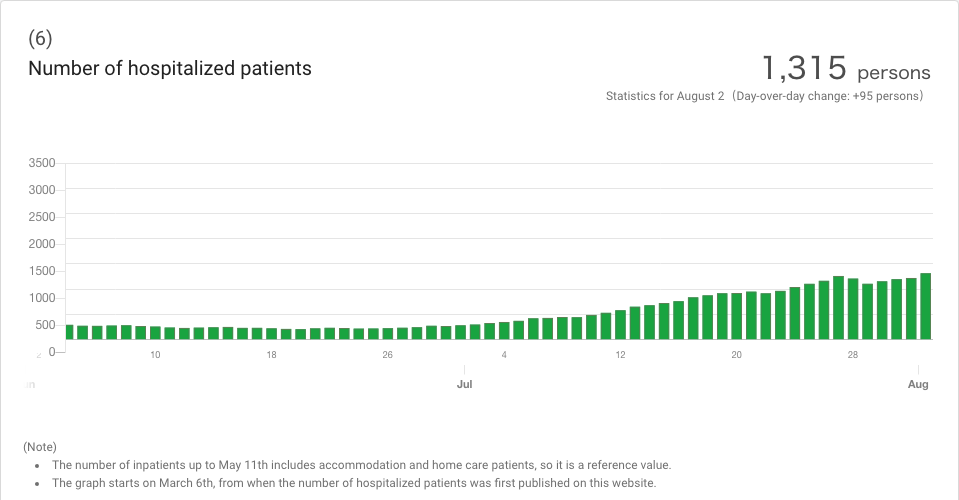 (6)
Number of hospitalized patients
1,315 persons
Statistics for August 2 (Day-over-day change: +95 persons)
3500
3000
2500
2000
1500
1000
500
0
10 18 26 4 12 20 28
Jul Aug
(Note)
• The number of inpatients up to May 11th includes accommodation and home care patients, so it is a reference value.
• The graph starts on March 6th, from when the number of hospitalized patients was first published on this website.